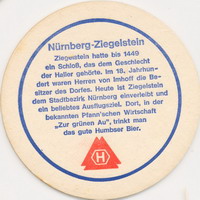 Nürnberg-Ziegelstein
Ziegenstein hatte bis 1449
ein Schloß, das dem Geschlecht
der Haller gehörte. Im 18. Jahrhun-
dert waren Herren von Imhoff die Be-
sitzer des Dorfes. Heute ist Ziegelstein
dem Stadtbezirk Nürnberg einverleibt und
ein beliebtes Ausflugsziel. Dort, in der
bekannten Pfann'schen Wirtschaft
„Zur grünen Au", trinkt man
das gute Humbser Bier.
H